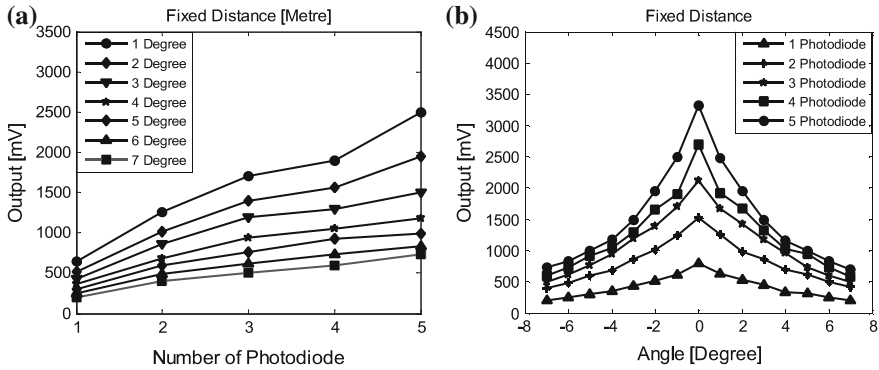 (a)
Fixed Distance [Metre]
3500
3000
2500
2000
1500
1000
500
0
Output [mV]
1 Degree
2 Degree
3 Degree
4 Degree
5 Degree
6 Degree
7 Degree
1
2
3
4
5
Number of Photodiode
(b)
Fixed Distance
4500
4000
3500
3000
2500
2000
1500
1000
500
0
Output [mV]
1 Photodiode
2 Photodiode
3 Photodiode
4 Photodiode
5 Photodiode
-8
-6
-4
-2
0
2
4
6
8
Angle [Degree]